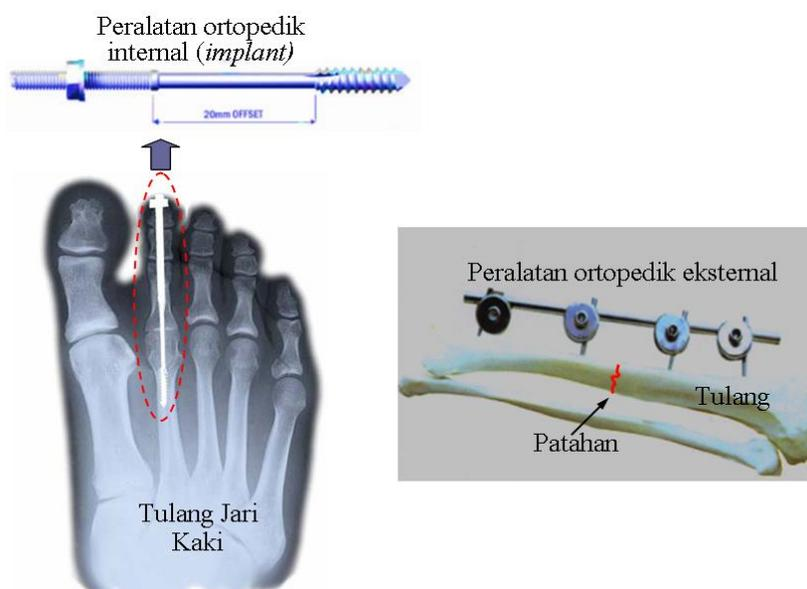 Peralatan ortopedik
internal (implant)
20mm OFFSET
Tulang Jari
Kaki
Peralatan ortopedik eksternal
Tulang
Patahan